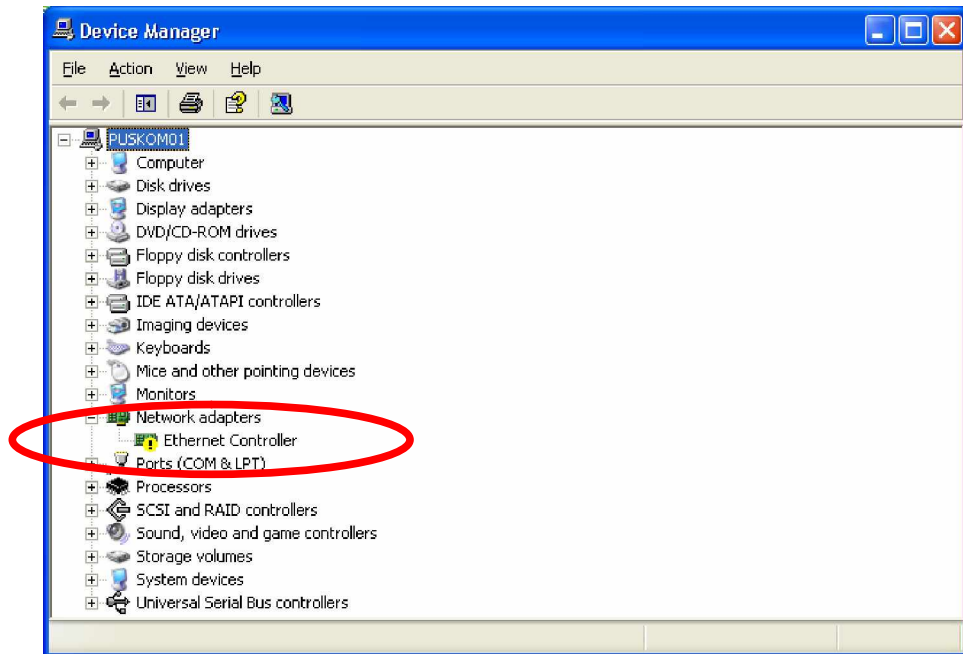 Device Manager
File Action View Help
PUSKOM01
Computer
Disk drives
Display adapters
DVD/CD-ROM drives
Floppy disk controllers
Floppy disk drives
IDE ATA/ATAPI controllers
Imaging devices
Keyboards
Mice and other pointing devices
Monitors
Network adapters
Ethernet Controller
Ports (COM & LPT)
Processors
SCSI and RAID controllers
Sound, video and game controllers
Storage volumes
System devices
Universal Serial Bus controllers